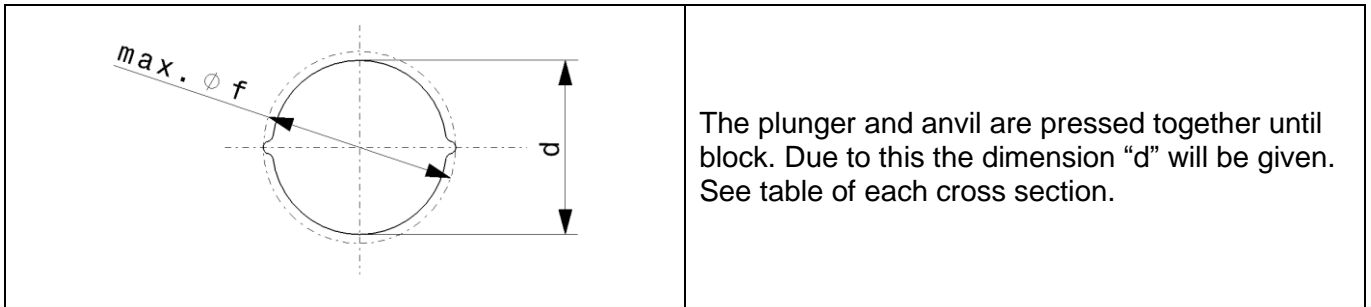 max. ⌀ f
d
The plunger and anvil are pressed together until
block. Due to this the dimension “d” will be given.
See table of each cross section.